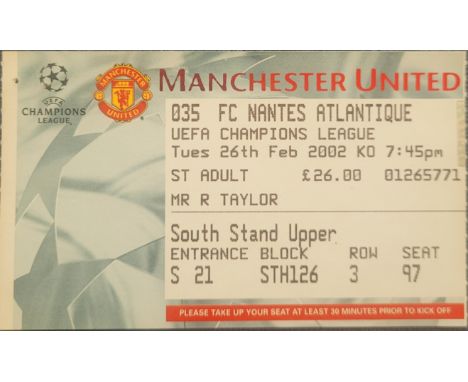 UEFA
CHAMPIONS
LEAGUE®
MANCHESTER
UNITED
MANCHESTER UNITED
035 FC NANTES ATLANTIQUE
UEFA CHAMPIONS LEAGUE
Tues 26th Feb 2002 KO 7:45pm
ST ADULT £26.00 01265771
MR R TAYLOR
South Stand Upper
ENTRANCE BLOCK ROW SEAT
S 21 STH126 3 97
PLEASE TAKE UP YOUR SEAT AT LEAST 30 MINUTES PRIOR TO KICK OFF